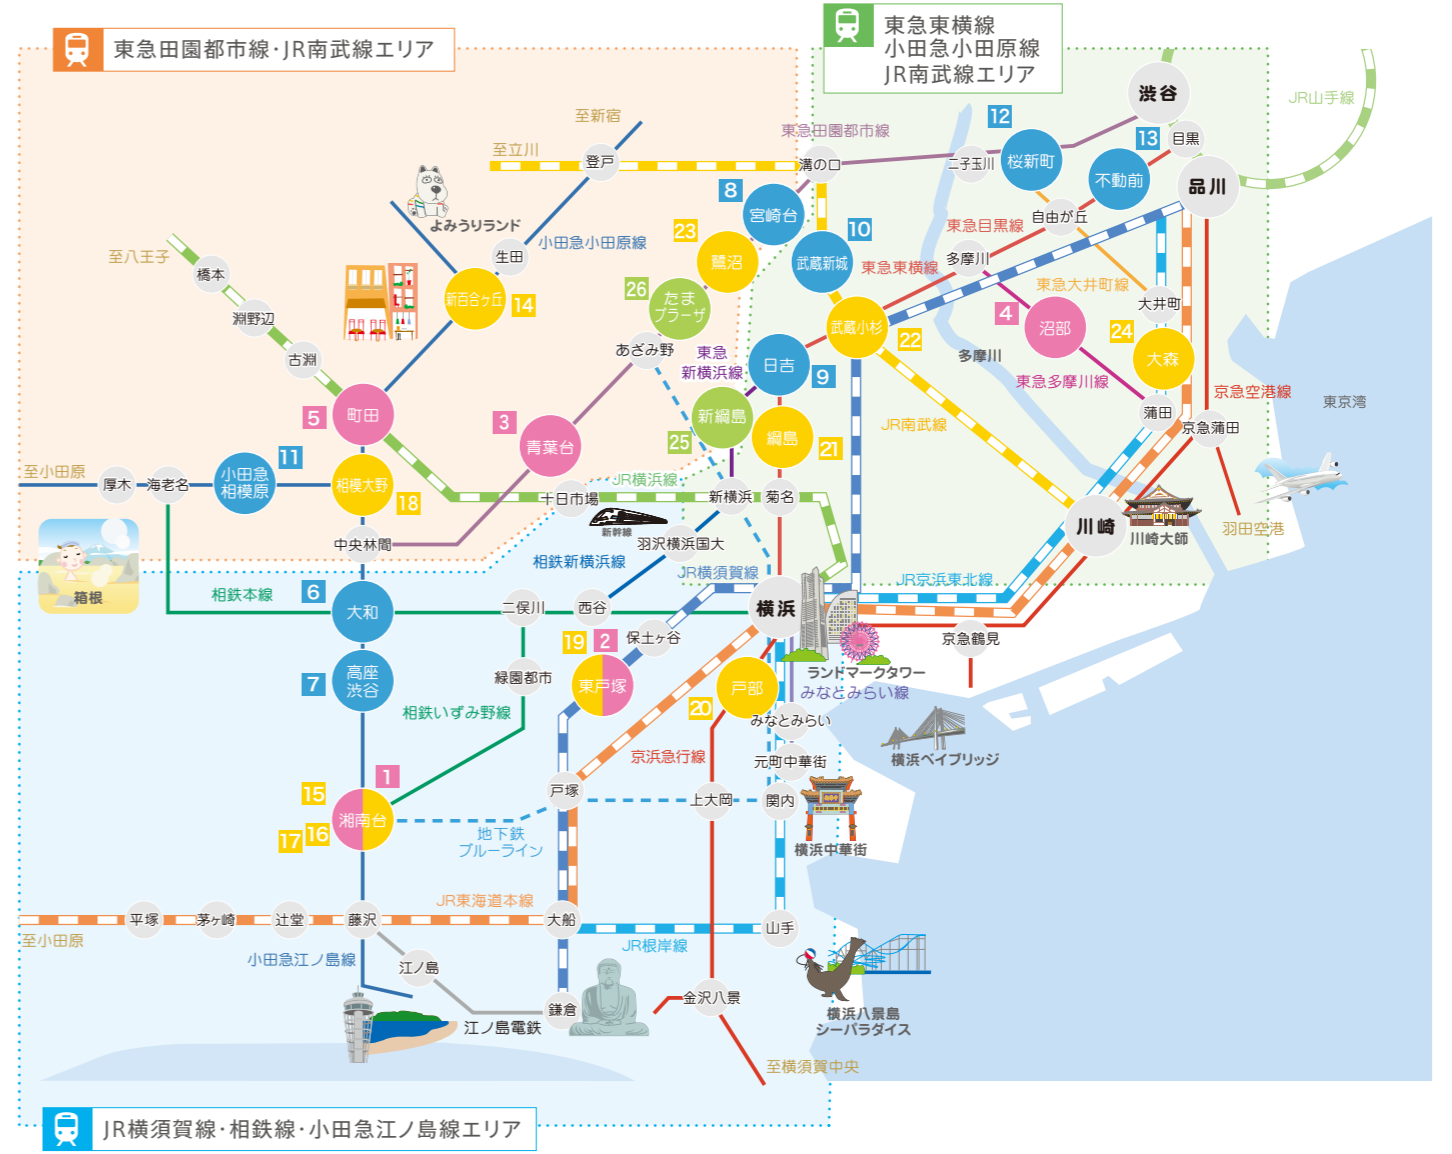 東急田園都市線･JR南武線エリア
東急東横線
小田急小田原線
JR南武線エリア
渋谷
JR山手線
至新宿
12
13
目黒
東急田園都市線
至立川
登戸
溝の口
二子玉川
桜新町
不動前
品川
8
宮崎台
よみうりランド
自由が丘
東急目黒線
23
10
小田急小田原線
至八王子
生田
鷺沼
武蔵新城
東急東横線
多摩川
橋本
26
たま
プラーザ
東急大井町線
新百合ヶ丘
14
大井町
4
沼部
淵野辺
武蔵小杉
22
24
あざみ野
東急
新横浜線
多摩川
古淵
日吉
9
大森
東急多摩川線
京急空港線
東京湾
5
町田
3
青葉台
新綱島
25
綱島
21
JR南武線
蒲田
京急蒲田
11
至小田原
厚木
海老名
小田急
相模原
相模大野
18
JR横浜線
十日市場
新横浜
菊名
新幹線
川崎
川崎大師
羽田空港
中央林間
羽沢横浜国大
相鉄新横浜線
JR横須賀線
JR京浜東北線
箱根
相鉄本線
6
大和
二俣川
西谷
横浜
19
2
保土ヶ谷
京急鶴見
7
高座
渋谷
緑園都市
東戸塚
戸部
20
ランドマークタワー
みなとみらい線
相鉄いずみ野線
みなとみらい
京浜急行線
元町中華街
横浜ベイブリッジ
1
15
湘南台
17
16
戸塚
上大岡
関内
地下鉄
ブルーライン
横浜中華街
JR東海道本線
平塚
茅ヶ崎
辻堂
藤沢
大船
山手
至小田原
JR根岸線
小田急江ノ島線
江ノ島
金沢八景
鎌倉
江ノ島電鉄
横浜八景島
シーパラダイス
至横須賀中央
JR横須賀線･相鉄線･小田急江ノ島線エリア